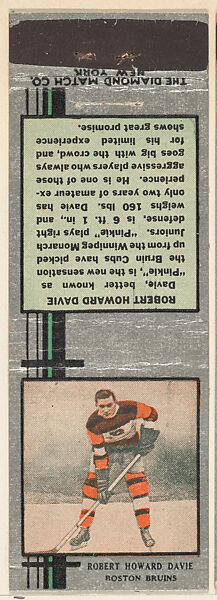 ROBERT HOWARD DAVIE
Davie, better known as
"Pinkie", is the new sensation
the Bruin Cubs have picked
up from the Winnipeg Monarch
Juniors. "Pinkie" plays right
defense, is 6 ft 1 in., and
weighs 160 lbs. Davie has
only two years of amateur ex-
perience. He is one of those
aggressive players who always
goes big with the crowd, and
for his limited experience
shows great promise.
THE DIAMOND MATCH CO.
NEW YORK
ROBERT HOWARD DAVIE
BOSTON BRUINS